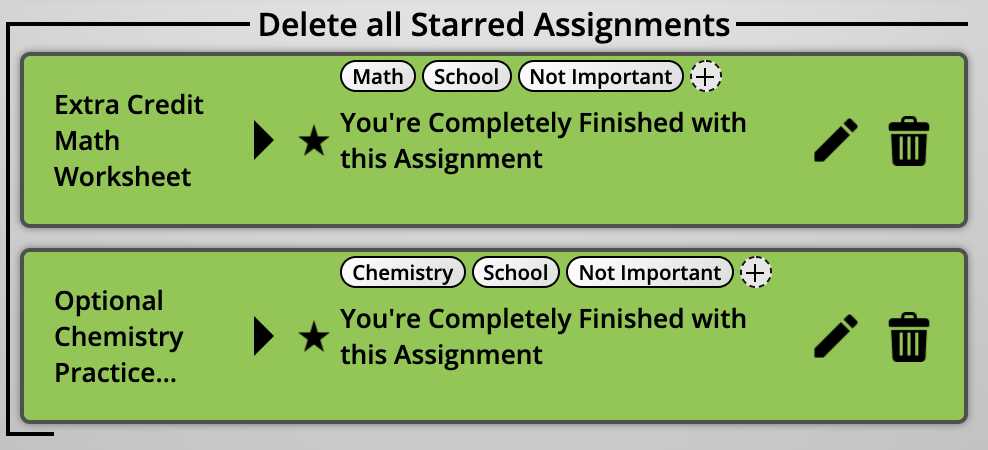 Delete all Starred Assignments
Math School Not Important +
Extra Credit
Math
Worksheet
★ You're Completely Finished with
this Assignment
Chemistry School Not Important +
Optional
Chemistry
Practice...
★ You're Completely Finished with
this Assignment